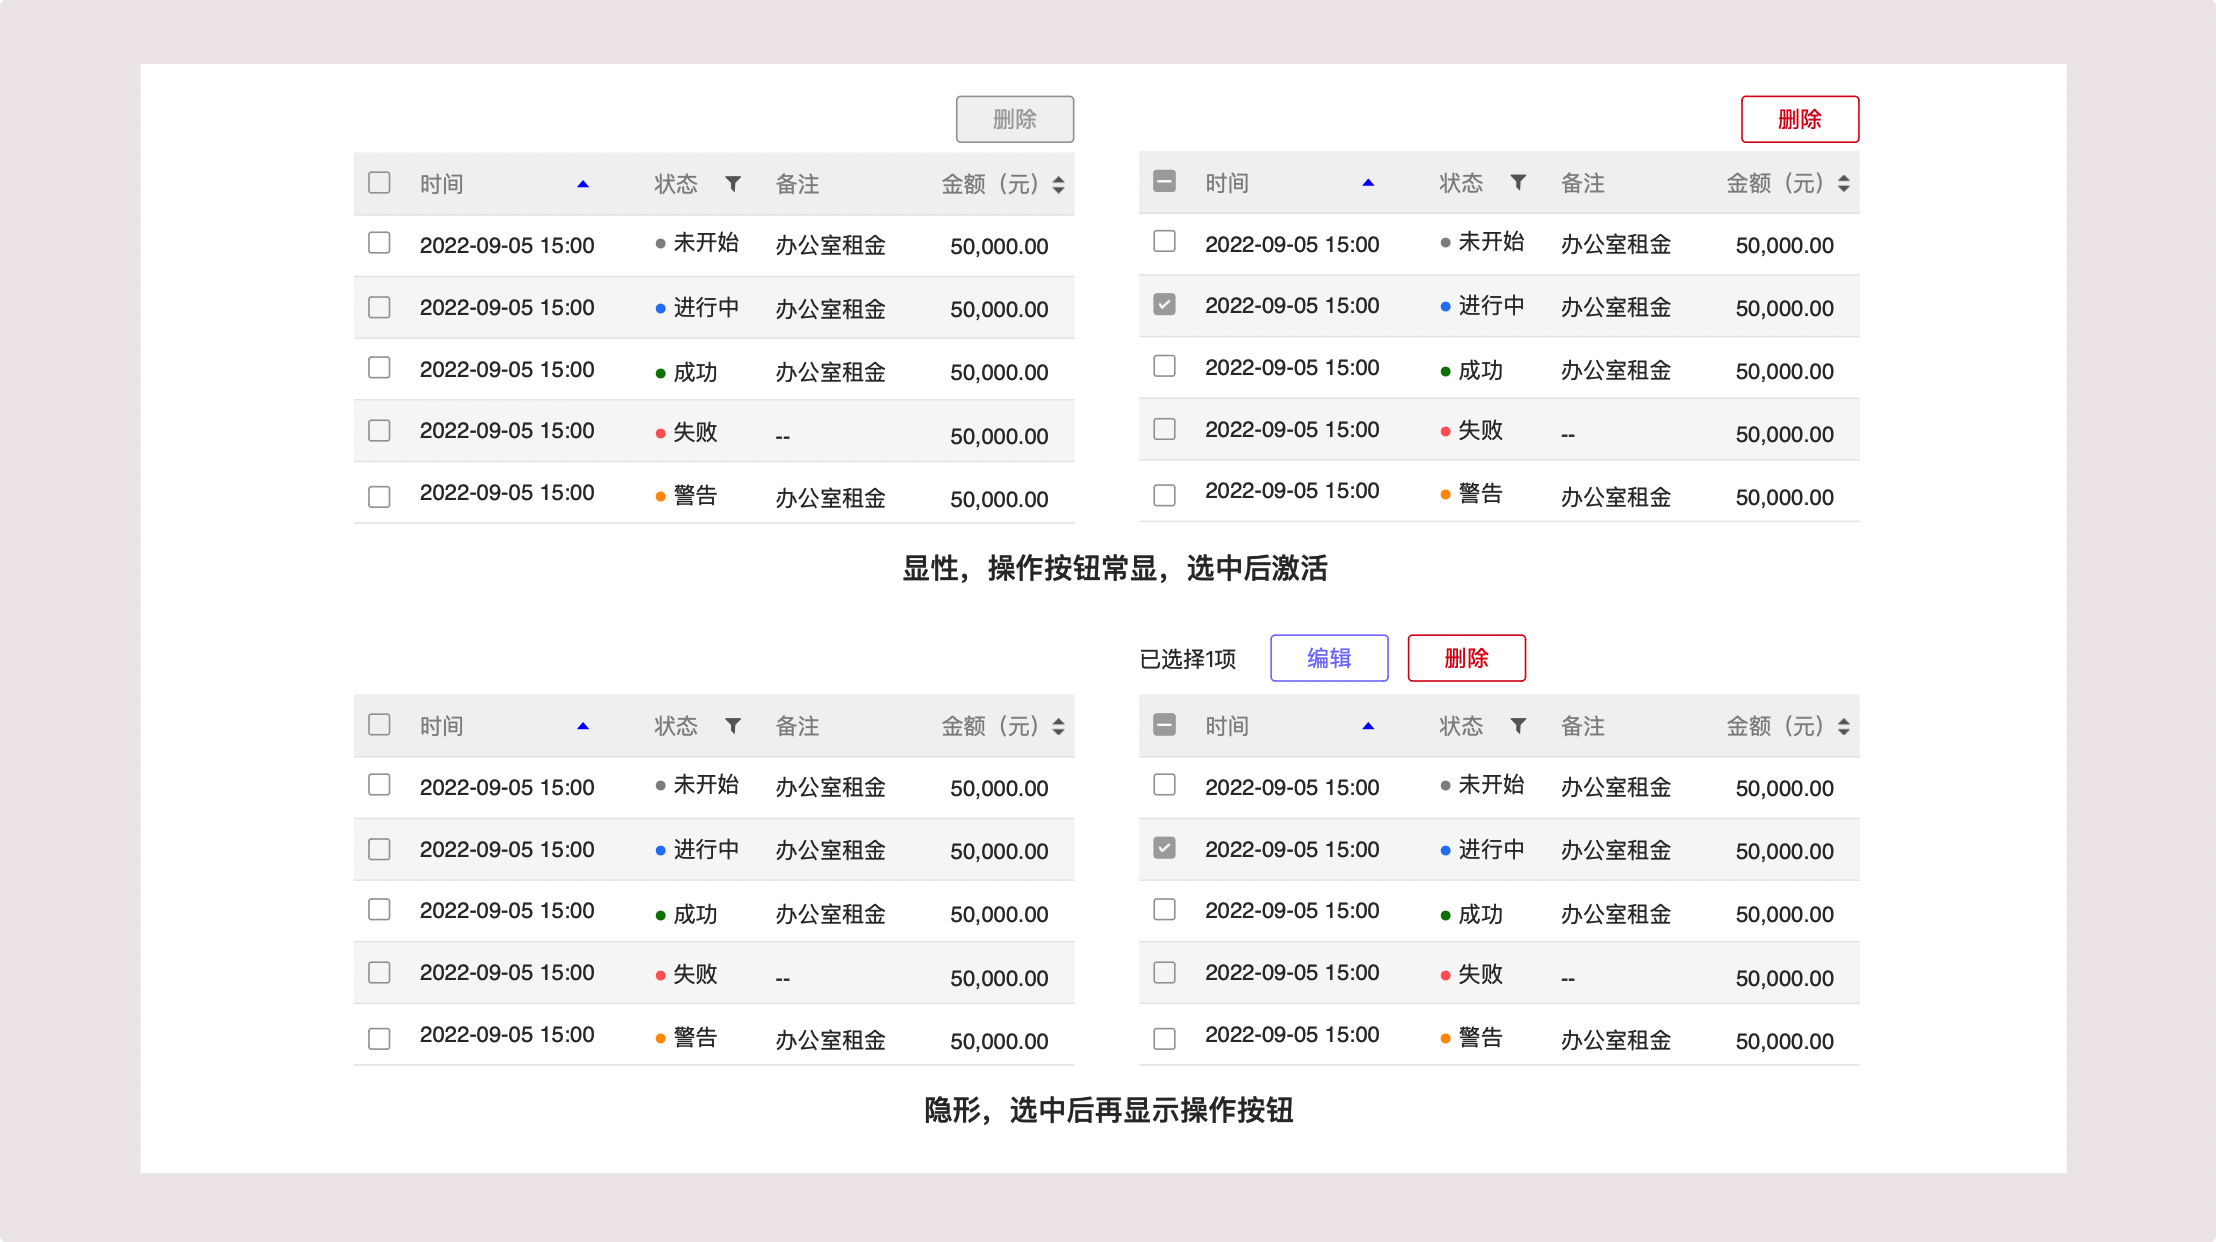 删除
时间 状态 备注 金额（元）
2022-09-05 15:00 未开始 办公室租金 50,000.00
2022-09-05 15:00 进行中 办公室租金 50,000.00
2022-09-05 15:00 成功 办公室租金 50,000.00
2022-09-05 15:00 失败 -- 50,000.00
2022-09-05 15:00 警告 办公室租金 50,000.00
删除
时间 状态 备注 金额（元）
2022-09-05 15:00 未开始 办公室租金 50,000.00
2022-09-05 15:00 进行中 办公室租金 50,000.00
2022-09-05 15:00 成功 办公室租金 50,000.00
2022-09-05 15:00 失败 -- 50,000.00
2022-09-05 15:00 警告 办公室租金 50,000.00
显性，操作按钮常显，选中后激活
时间 状态 备注 金额（元）
2022-09-05 15:00 未开始 办公室租金 50,000.00
2022-09-05 15:00 进行中 办公室租金 50,000.00
2022-09-05 15:00 成功 办公室租金 50,000.00
2022-09-05 15:00 失败 -- 50,000.00
2022-09-05 15:00 警告 办公室租金 50,000.00
已选择1项 编辑 删除
时间 状态 备注 金额（元）
2022-09-05 15:00 未开始 办公室租金 50,000.00
2022-09-05 15:00 进行中 办公室租金 50,000.00
2022-09-05 15:00 成功 办公室租金 50,000.00
2022-09-05 15:00 失败 -- 50,000.00
2022-09-05 15:00 警告 办公室租金 50,000.00
隐形，选中后再显示操作按钮